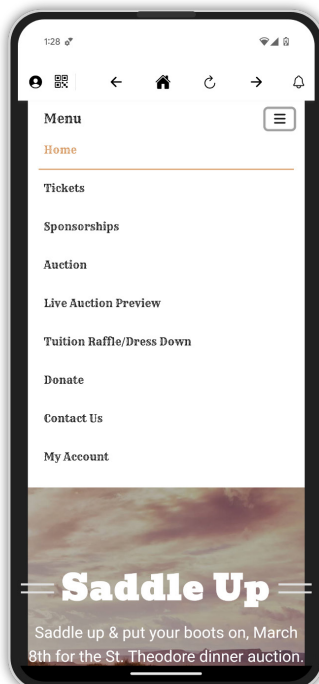 1:28
Menu
Home
Tickets
Sponsorships
Auction
Live Auction Preview
Tuition Raffle/Dress Down
Donate
Contact Us
My Account
Saddle Up
Saddle up & put your boots on, March
8th for the St. Theodore dinner auction.